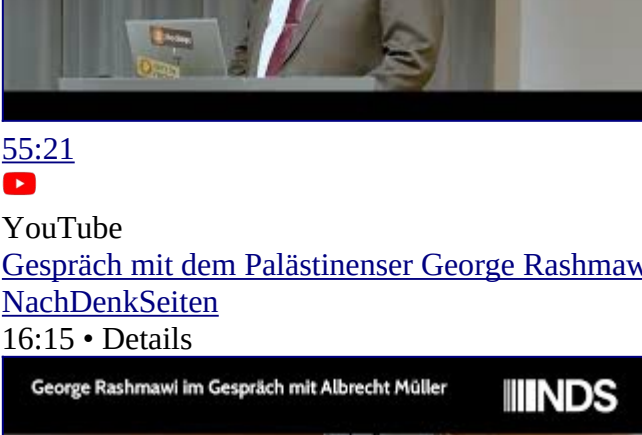 55:21
YouTube
Gespräch mit dem Palästinenser George Rashmaw
NachDenkSeiten
16:15 • Details
George Rashmawi im Gespräch mit Albrecht Müller
NDS